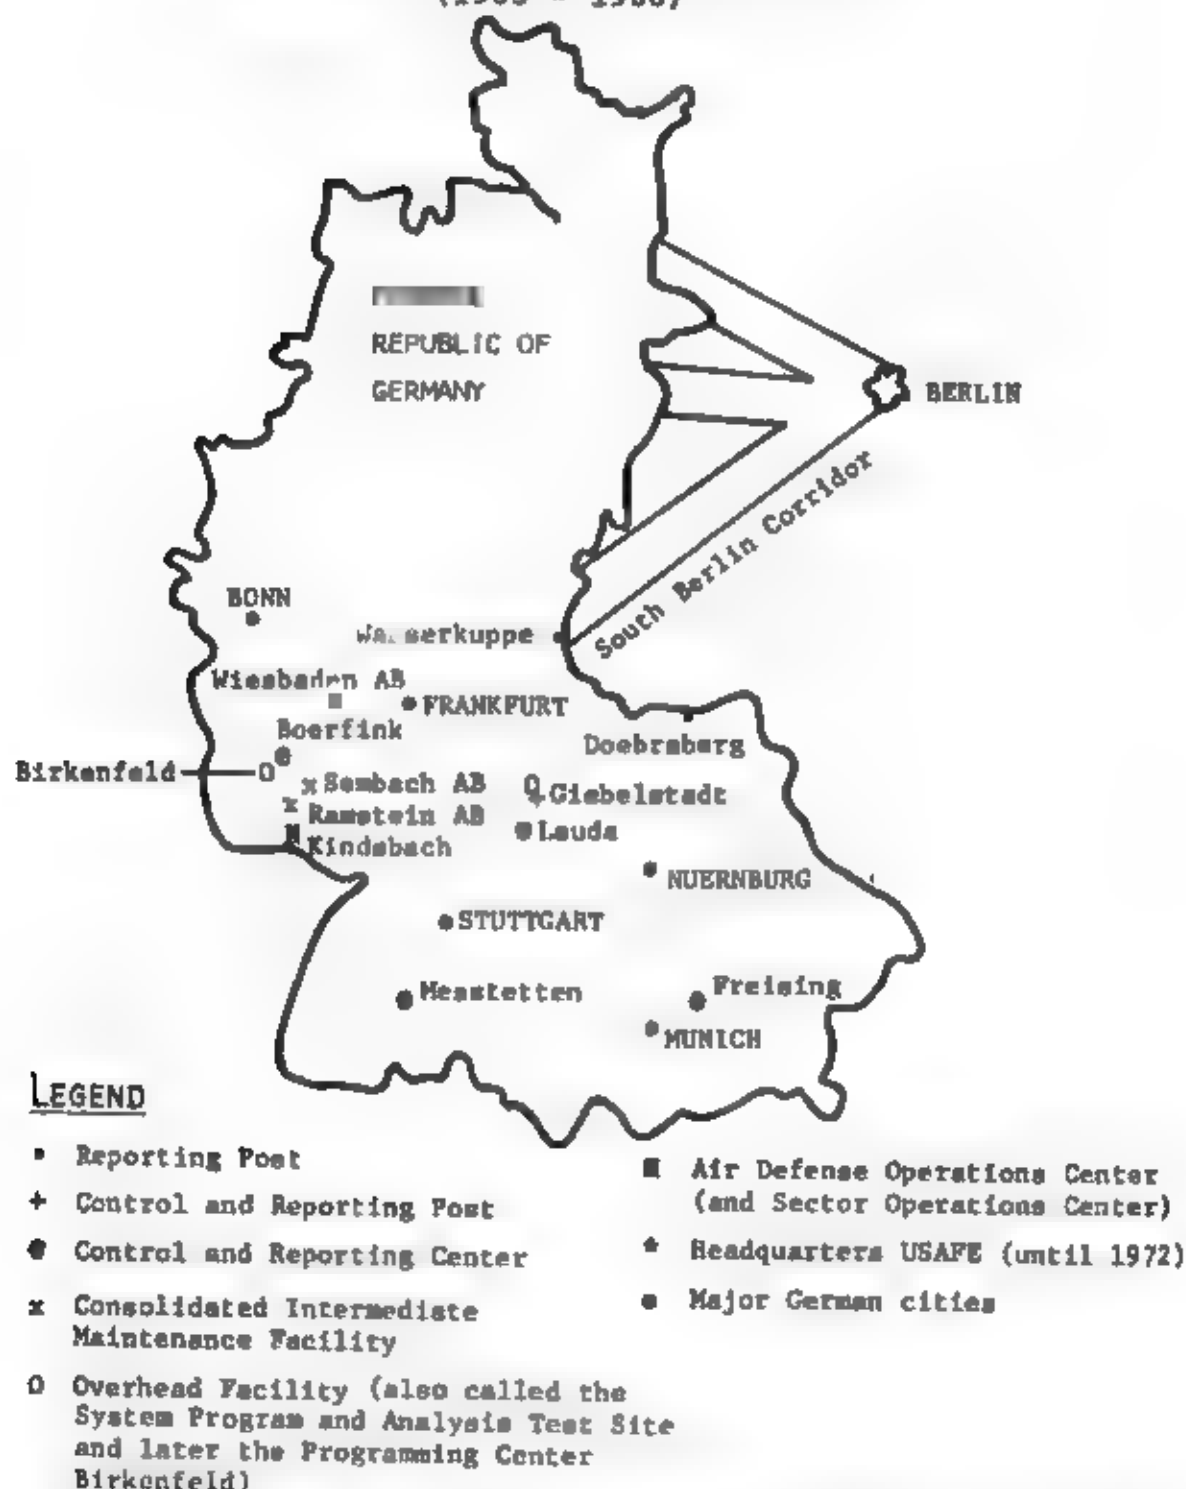 REPUBLIC OF
GERMANY
BERLIN
South Berlin Corridor
BONN
Wiesbaden AB
FRANKFURT
Boerfink
Doebraberg
Birkenfeld
Sembach AB
Giebelstadt
Ramstein AB
Lauda
Kindsbach
NUERNBURG
STUTTGART
Messtetten
Freising
MUNICH
LEGEND
Reporting Post
+ Control and Reporting Post
Control and Reporting Center
x Consolidated Intermediate
Maintenance Facility
O Overhead Facility (also called the
System Program and Analysis Test Site
and later the Programming Center
Birkenfeld)
Air Defense Operations Center
(and Sector Operations Center)
* Headquarters USAFE (until 1972)
Major German cities